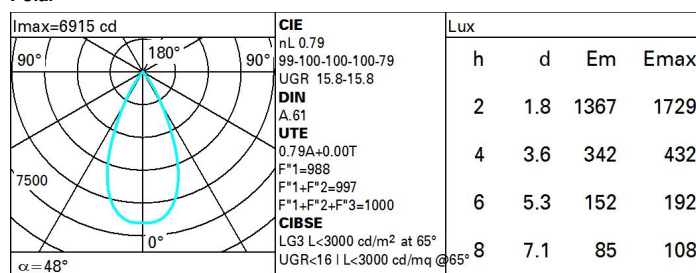 Imax=6915 cd
90°
180°
90°
7500
0°
α=48°
CIE
nL 0.79
99-100-100-100-79
UGR 15.8-15.8
DIN
A.61
UTE
0.79A+0.00T
F"1=988
F"1+F"2=997
F"1+F"2+F"3=1000
CIBSE
LG3 L<3000 cd/m² at 65°
UGR<16 | L<3000 cd/mq @65°
Lux
h d Em Emax
2 1.8 1367 1729
4 3.6 342 432
6 5.3 152 192
8 7.1 85 108